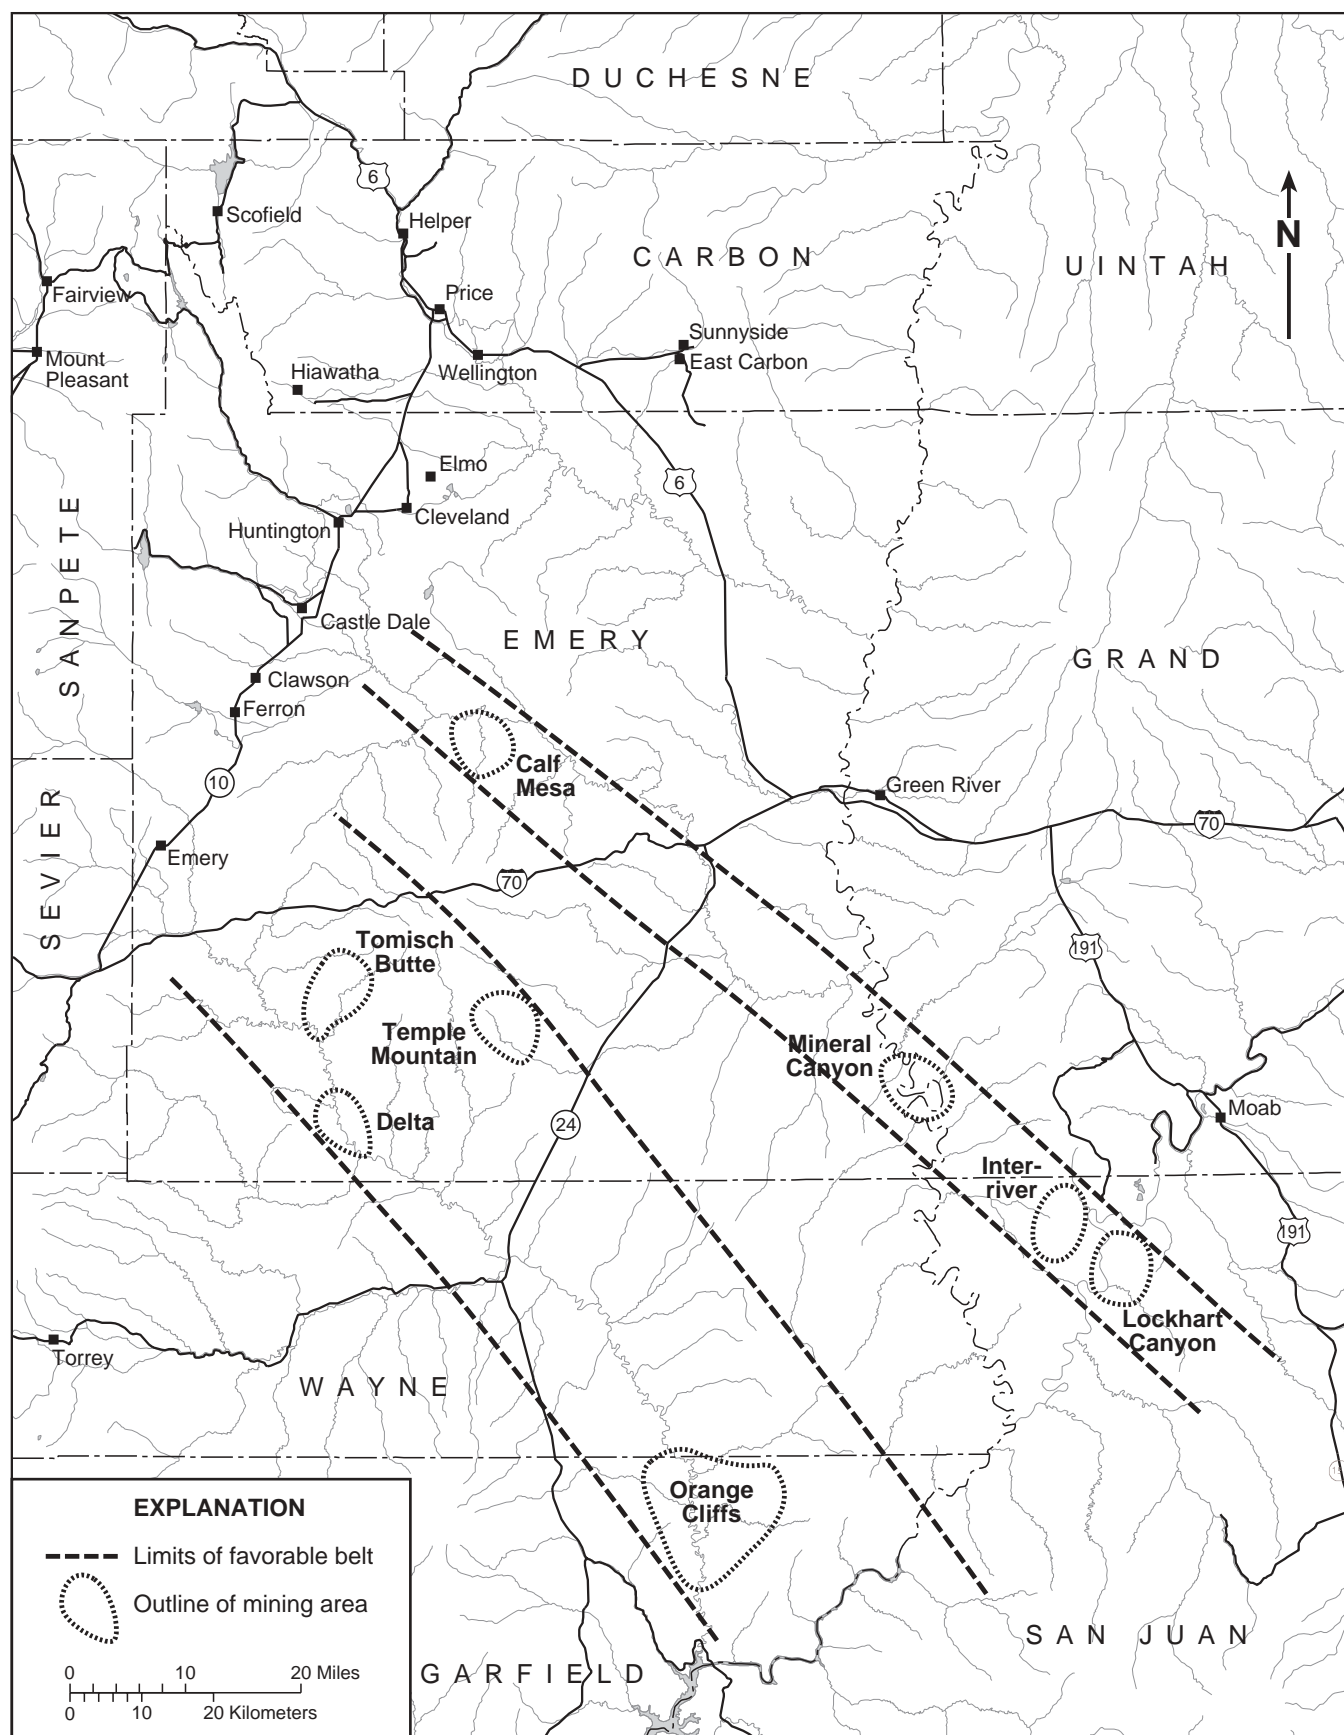 DUCHESNE
6
Scofield
Helper
CARBON
UINTAH
N
Fairview
Price
Sunnyside
East Carbon
Mount
Pleasant
Hiawatha
Wellington
Elmo
6
Cleveland
Huntington
SANPETE
Castle Dale
EMERY
GRAND
Clawson
Ferron
Calf
Mesa
10
Green River
70
SEVIER
Emery
70
Tomisch
Butte
191
Temple
Mountain
Mineral
Canyon
Delta
24
Moab
Inter-
river
191
Lockhart
Canyon
Torrey
WAYNE
Orange
Cliffs
EXPLANATION
Limits of favorable belt
Outline of mining area
0 10 20 Miles
0 10 20 Kilometers
GARFIELD
SAN JUAN